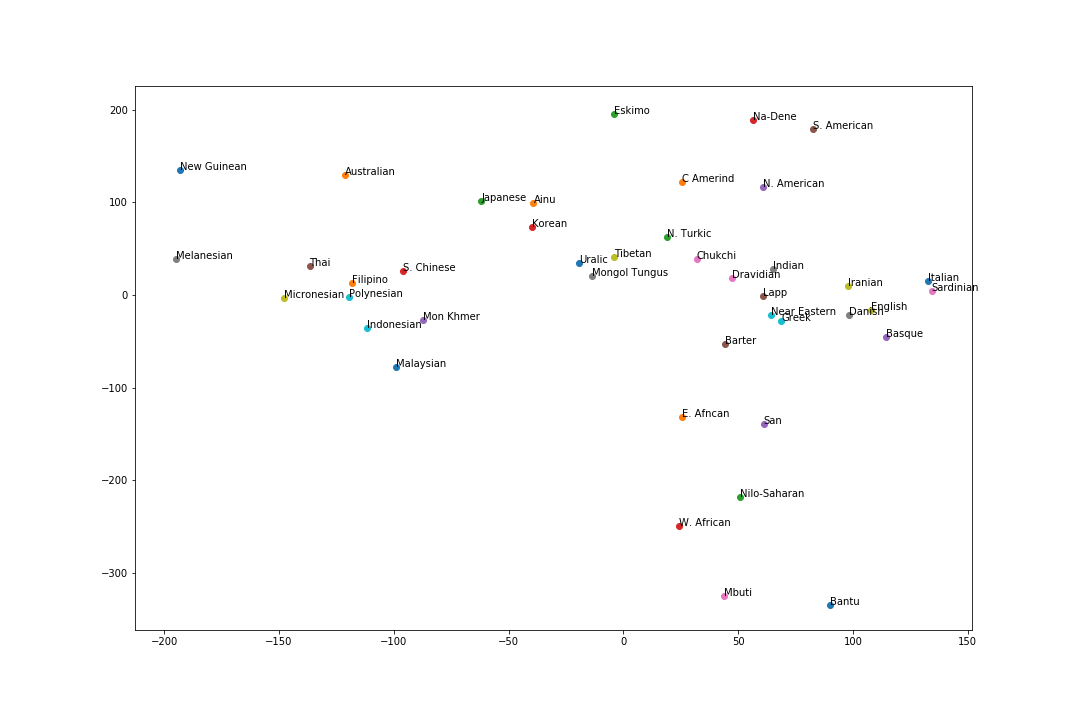 200
Eskimo
Na-Dene
S. American
New Guinean
Australian
C Amerind
N. American
100
Japanese
Ainu
Korean
N. Turkic
Melanesian
Thai
S. Chinese
Uralic
Tibetan
Mongol Tungus
Chukchi
Indian
Dravidian
Filipino
Iranian
Italian
Sardinian
0
Micronesian
Polynesian
Lapp
Mon Khmer
Indonesian
Near Eastern
Greek
Danish
English
Basque
Barter
Malaysian
−100
E. Afncan
San
−200
Nilo-Saharan
W. African
−300
Mbuti
Bantu
−200 −150 −100 −50 0 50 100 150